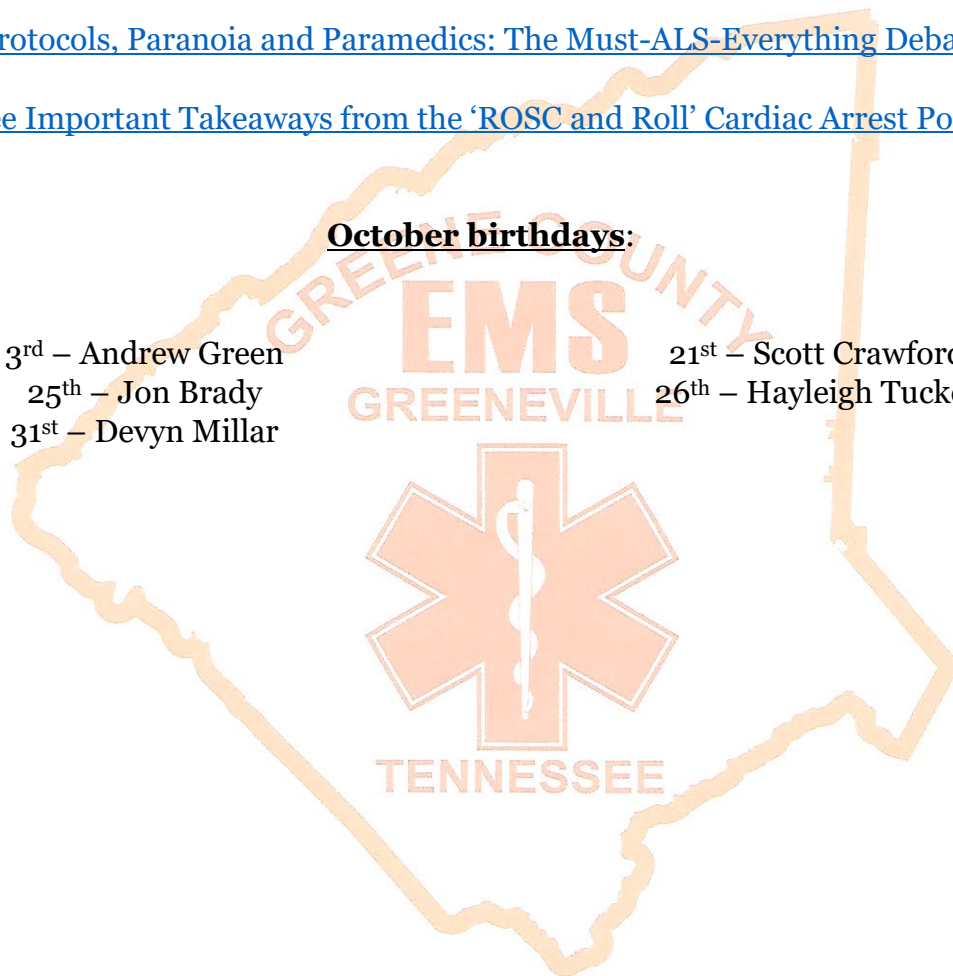 rotocols, Paranoia and Paramedics: The Must-ALS-Everything Deba
e Important Takeaways from the ‘ROSC and Roll’ Cardiac Arrest Po
October birthdays:
GREENE COUNTY
EMS
GREENEVILLE
3rd – Andrew Green
21st – Scott Crawford
25th – Jon Brady
26th – Hayleigh Tucke
31st – Devyn Millar
TENNESSEE